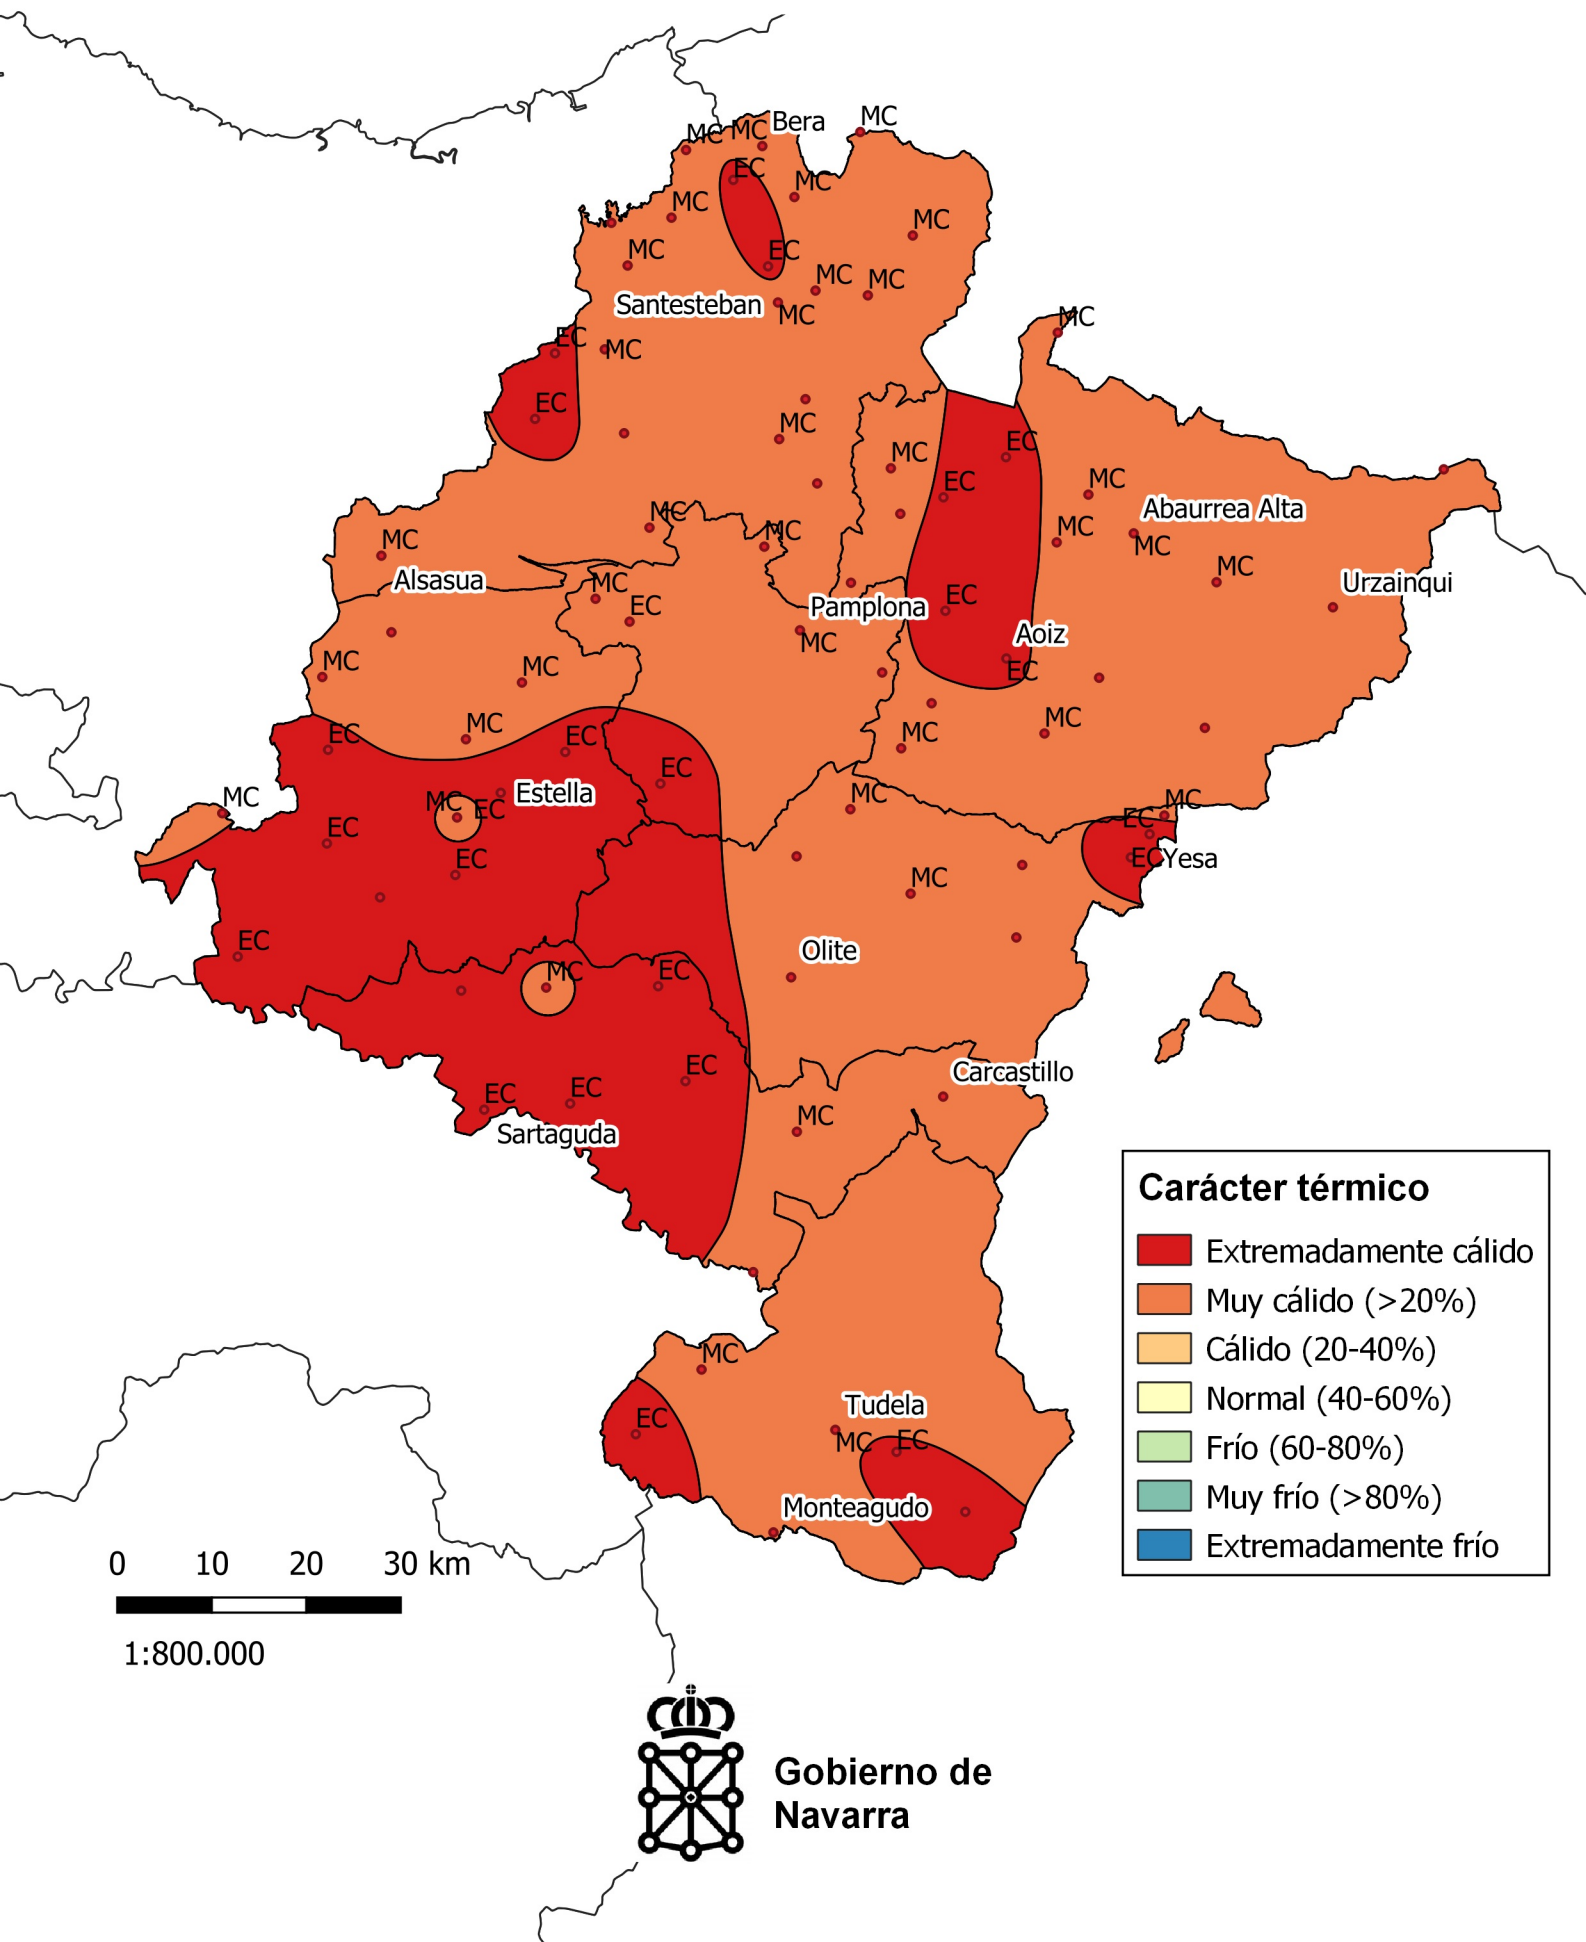 MC
MC
MC
Bera
EC
MC
MC
MC
MC
EC
MC
MC
Santesteban
MC
MC
EC
MC
EC
MC
EC
MC
EC
MC
Abaurrea Alta
MC
MC
MC
MC
MC
MC
Alsasua
MC
EC
Pamplona
MC
EC
Aoiz
EC
Urzainqui
MC
MC
MC
MC
MC
EC
EC
EC
Estella
MC
MC
EC
EC
EC
MC
MC
EC
EC
Yesa
MC
EC
Olite
MC
EC
EC
Carcastillo
EC
EC
Sartaguda
MC
MC
EC
Tudela
MC
EC
Monteagudo
Carácter térmico
Extremadamente cálido
Muy cálido (>20%)
Cálido (20-40%)
Normal (40-60%)
Frío (60-80%)
Muy frío (>80%)
Extremadamente frío
0 10 20 30 km
1:800.000
Gobierno de
Navarra